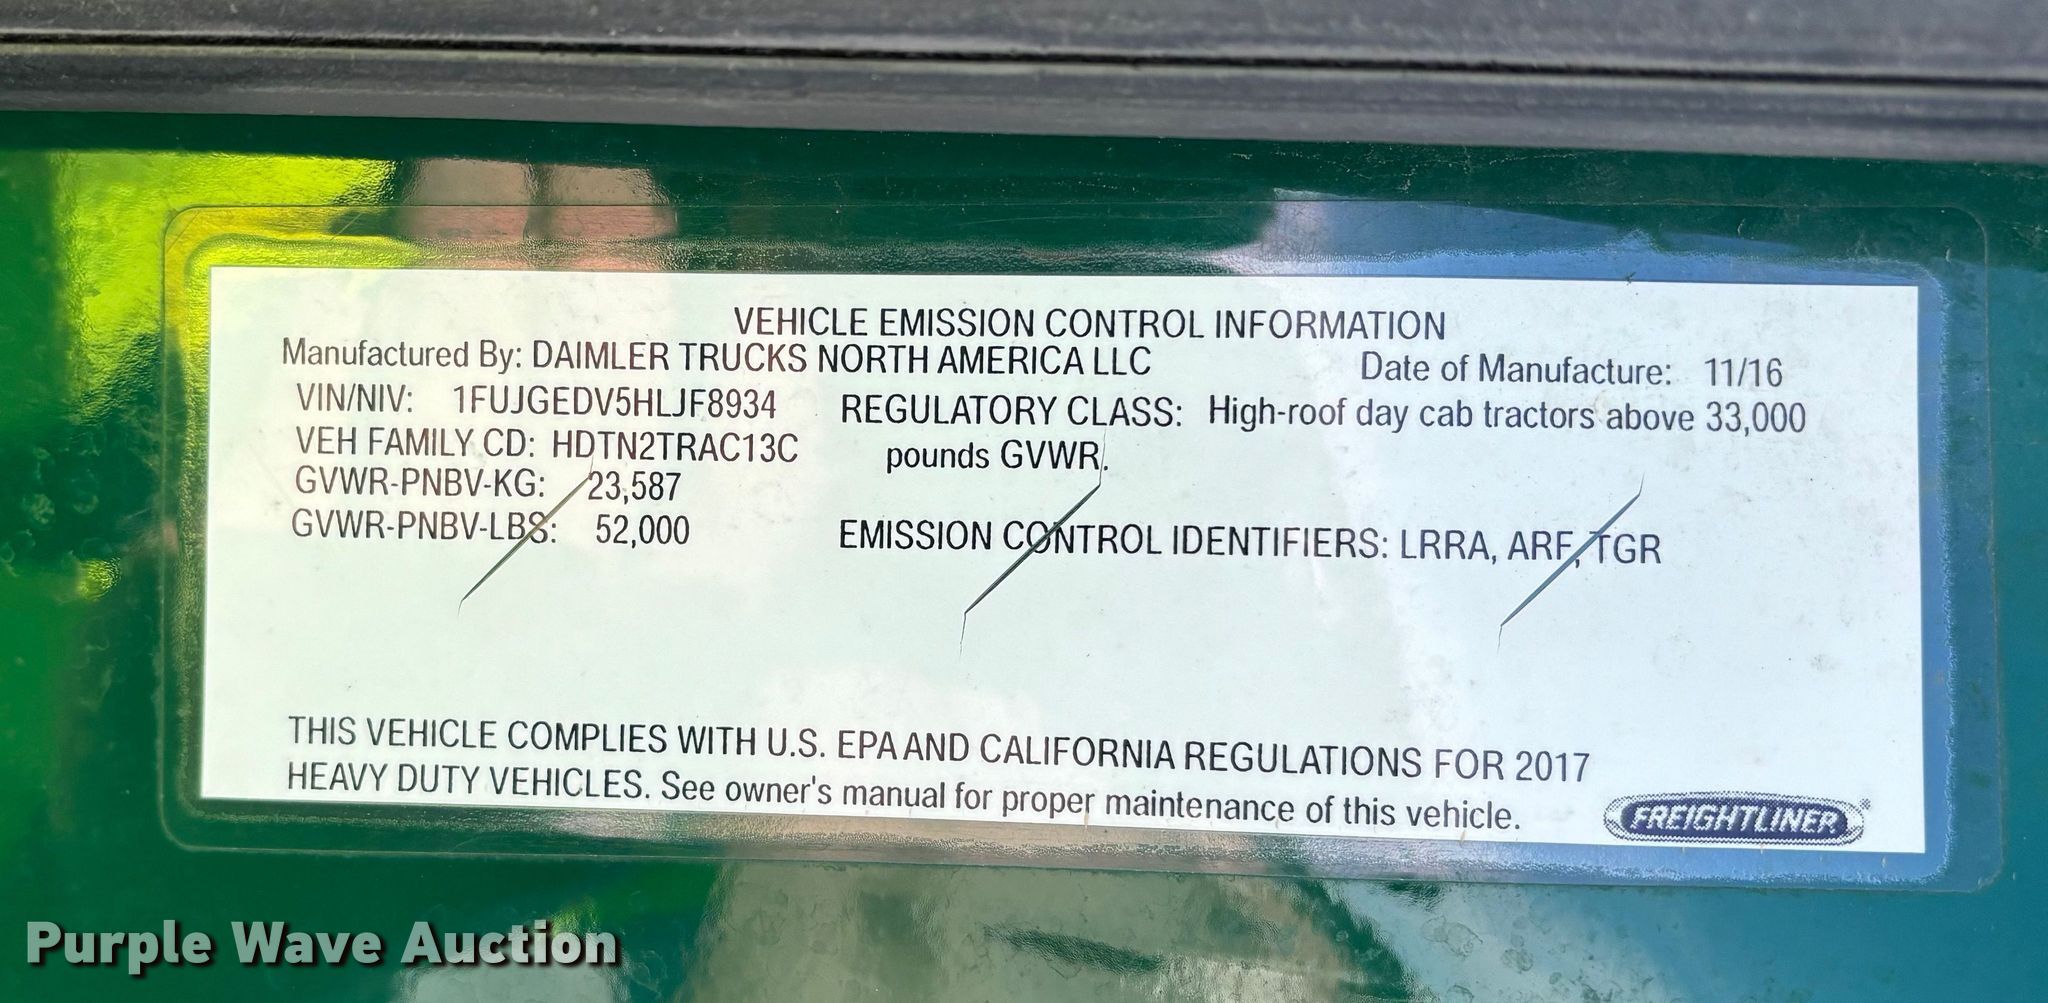 VEHICLE EMISSION CONTROL INFORMATION
Manufactured By: DAIMLER TRUCKS NORTH AMERICA LLC Date of Manufacture: 11/16
VIN/NIV: 1FUJGEDV5HLJF8934 REGULATORY CLASS: High-roof day cab tractors above 33,000
VEH FAMILY CD: HDTN2TRAC13C pounds GVWR.
GVWR-PNBV-KG: 23,587
GVWR-PNBV-LBS: 52,000 EMISSION CONTROL IDENTIFIERS: LRRA, ARF, TGR
THIS VEHICLE COMPLIES WITH U.S. EPA AND CALIFORNIA REGULATIONS FOR 2017
HEAVY DUTY VEHICLES. See owner's manual for proper maintenance of this vehicle.
FREIGHTLINER®
Purple Wave Auction